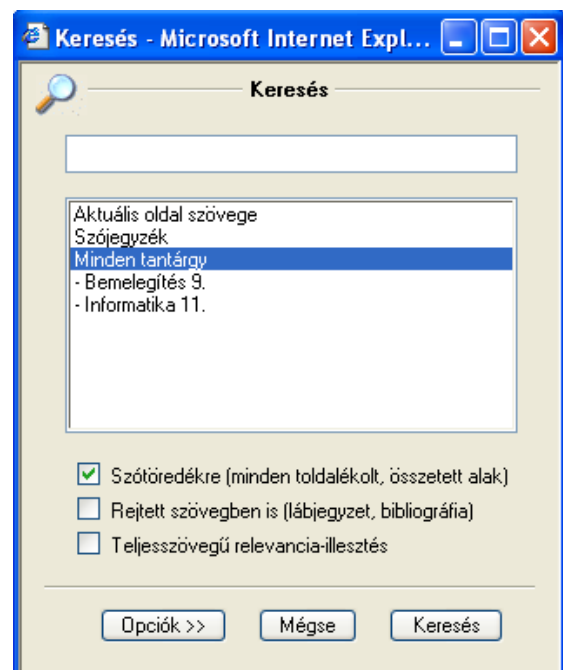 Keresés - Microsoft Internet Expl...
Keresés
Aktuális oldal szövege
Szójegyzék
Minden tantárgy
- Bemelegítés 9.
- Informatika 11.
Szótöredékre (minden toldalékolt, összetett alak)
Rejtett szövegben is (lábjegyzet, bibliográfia)
Teljesszövegű relevancia-illesztés
Opciók >> Mégse Keresés